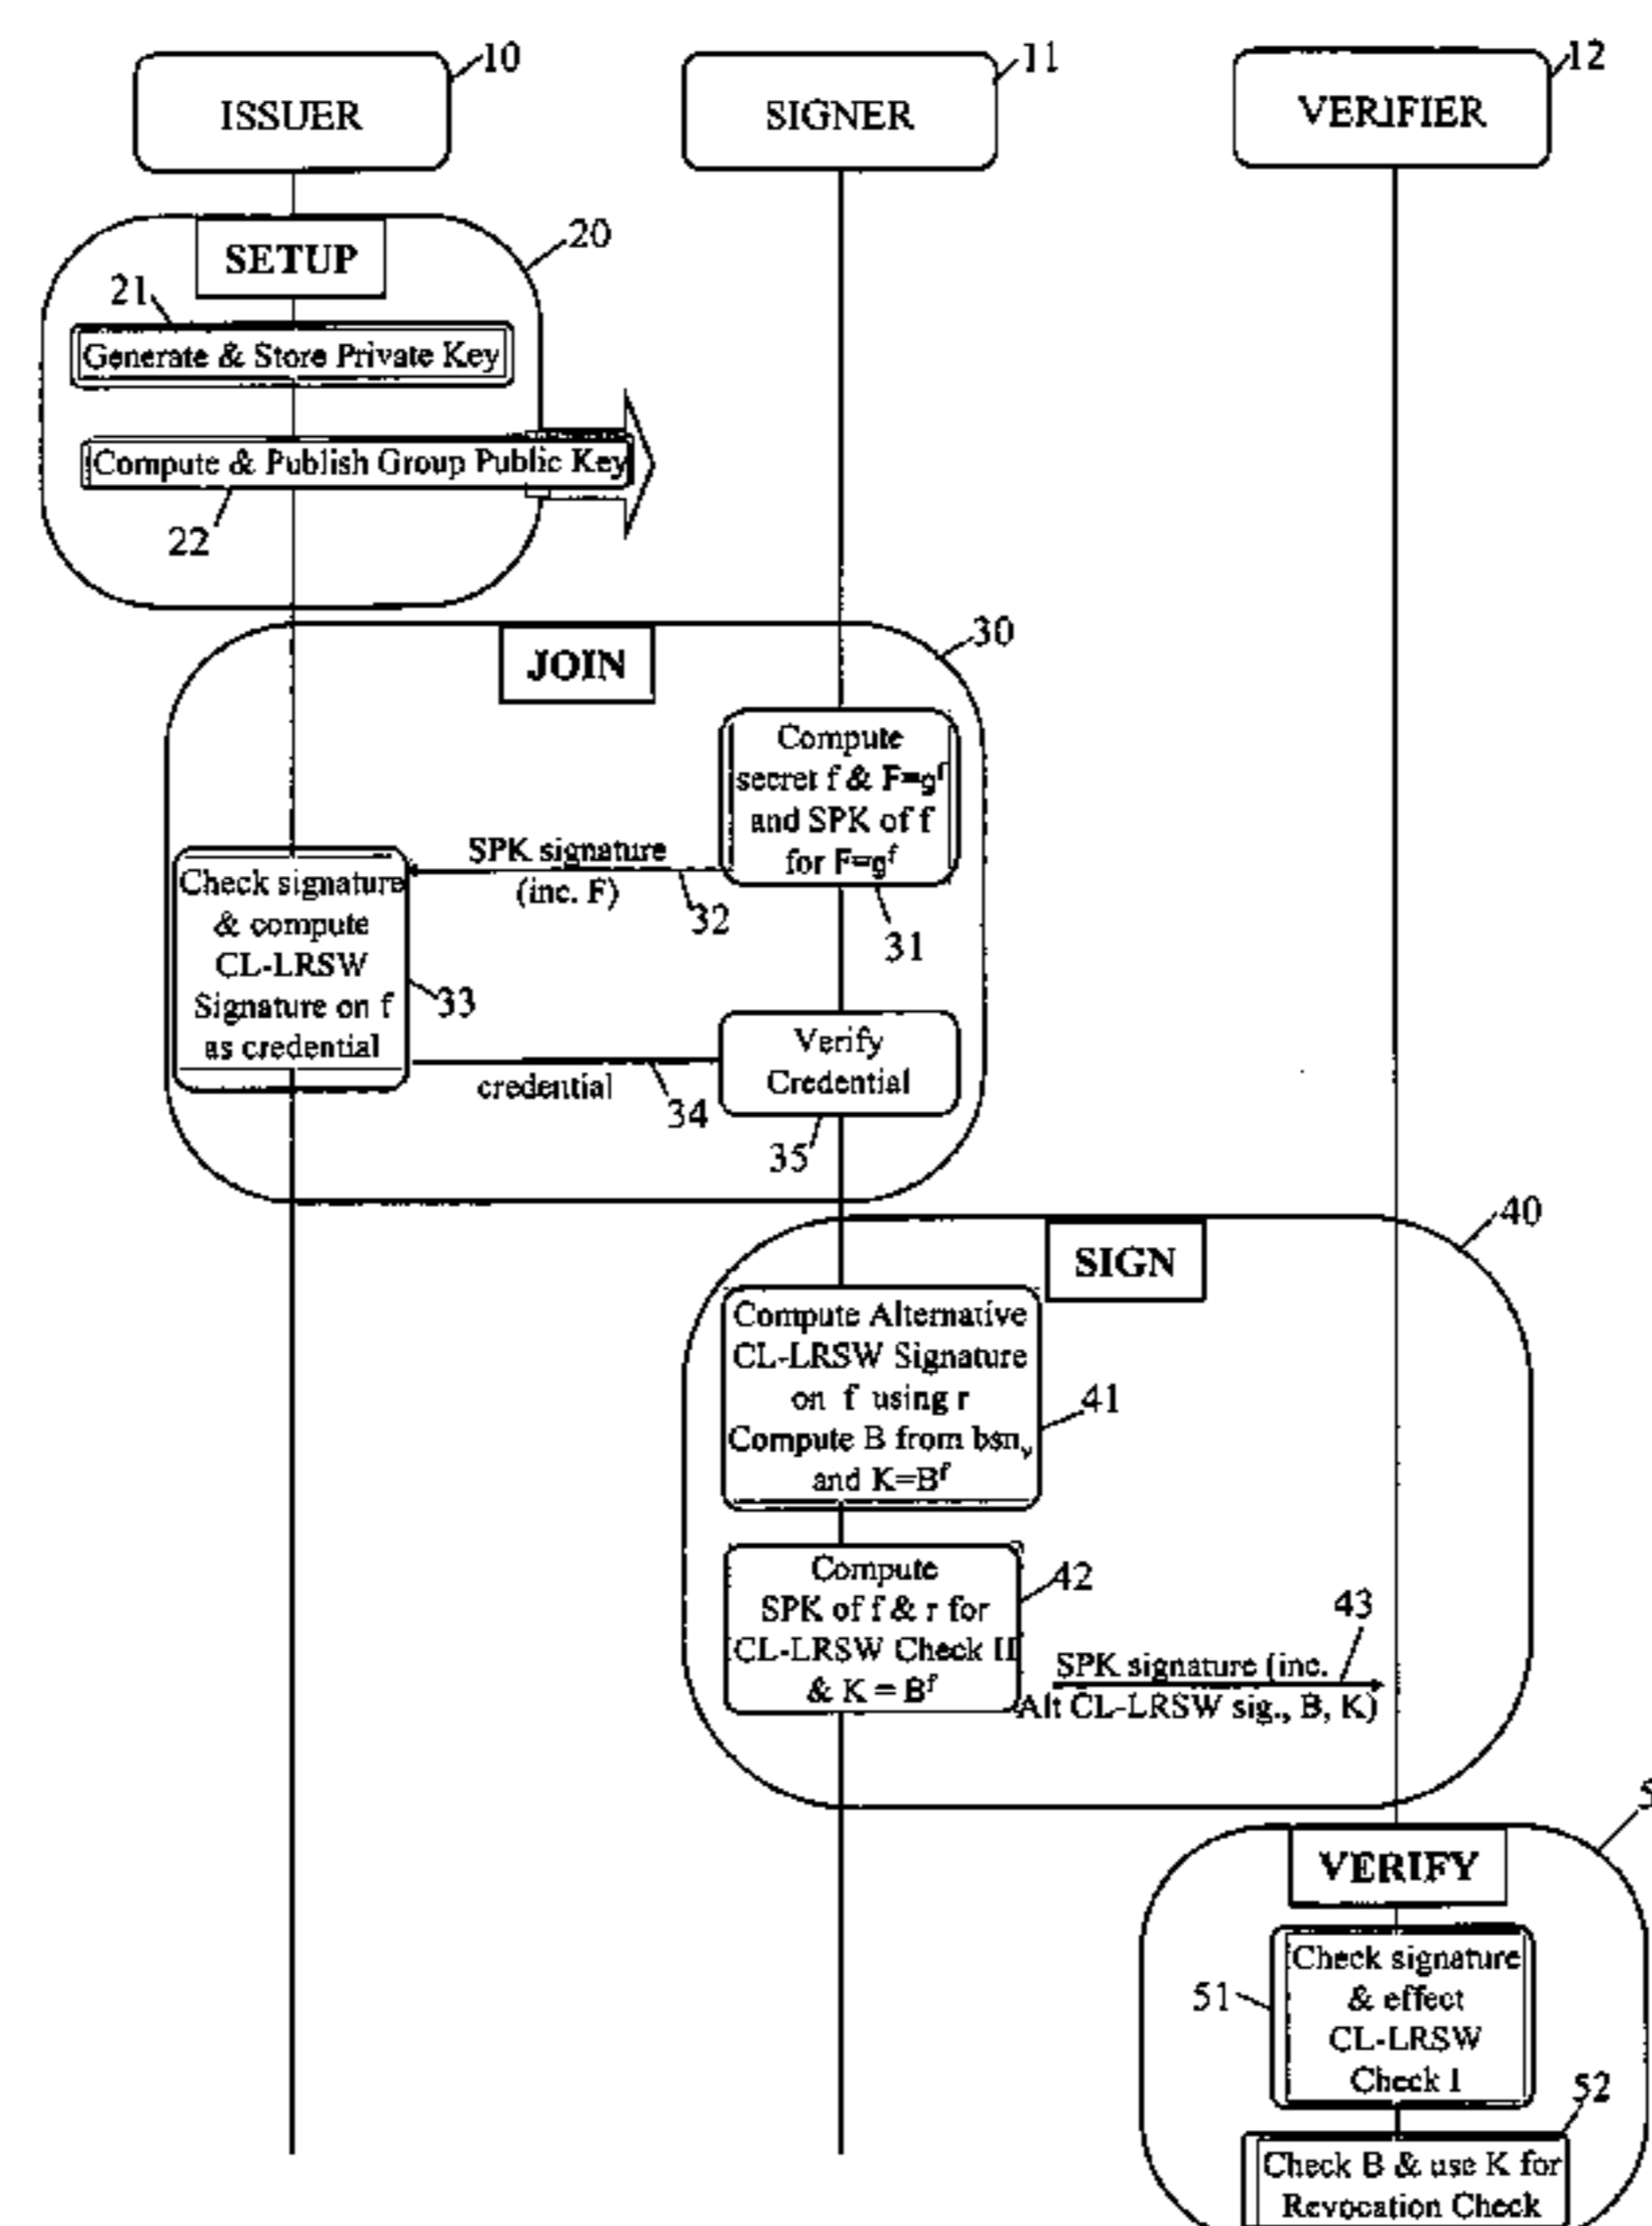 10
11
12
ISSUER
SIGNER
VERIFIER
20
SETUP
21
Generate & Store Private Key
Compute & Publish Group Public Key
22
30
JOIN
Compute
secret f & F=g^f
and SPK of f
for F=g^f
31
SPK signature
(inc. F)
32
Check signature
& compute
CL-LRSW
Signature on f
as credential
33
credential
34
Verify
Credential
35
40
SIGN
Compute Alternative
CL-LRSW Signature
on f using r
Compute B from bsn_v
and K=B^f
41
Compute
SPK of f & r for
CL-LRSW Check II
& K = B^f
42
43
SPK signature (inc.
Alt CL-LRSW sig., B, K)
5
VERIFY
Check signature
& effect
CL-LRSW
Check I
51
52
Check B & use K for
Revocation Check